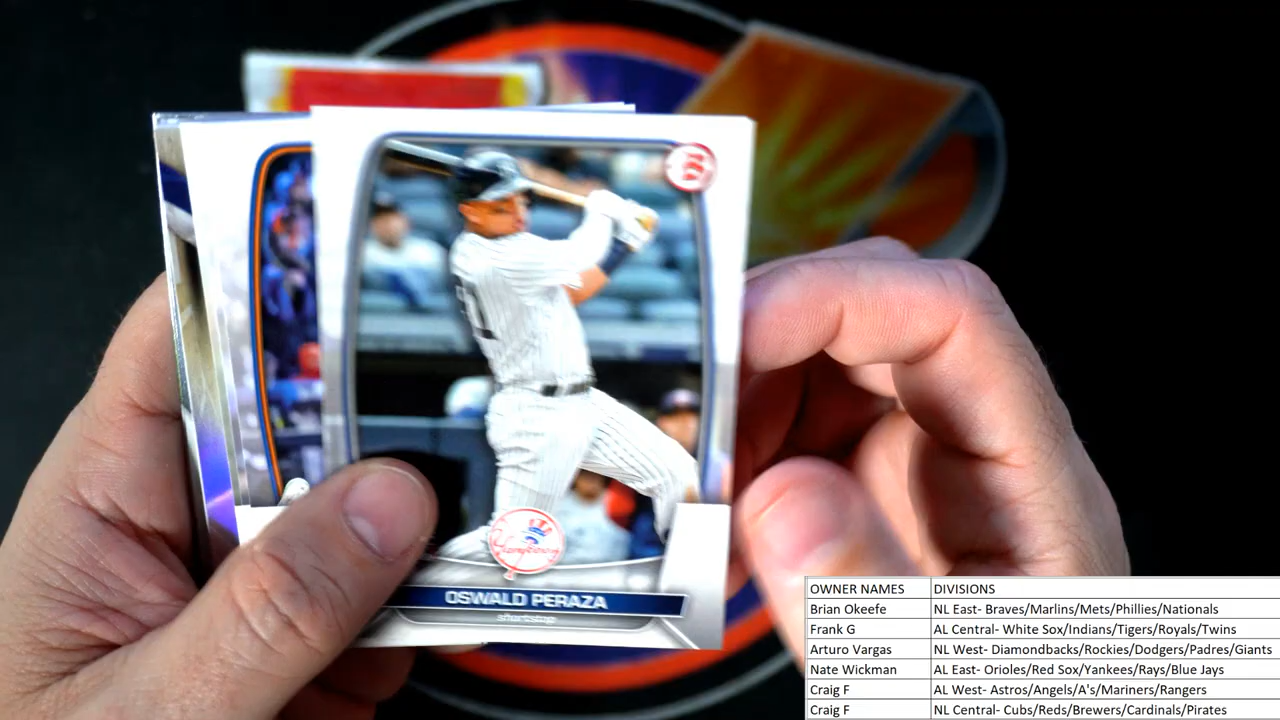 B
Yankees
OSWALD PERAZA
shortstop
OWNER NAMES DIVISIONS
Brian Okeefe NL East- Braves/Marlins/Mets/Phillies/Nationals
Frank G AL Central- White Sox/Indians/Tigers/Royals/Twins
Arturo Vargas NL West- Diamondbacks/Rockies/Dodgers/Padres/Giants
Nate Wickman AL East- Orioles/Red Sox/Yankees/Rays/Blue Jays
Craig F AL West- Astros/Angels/A's/Mariners/Rangers
Craig F NL Central- Cubs/Reds/Brewers/Cardinals/Pirates